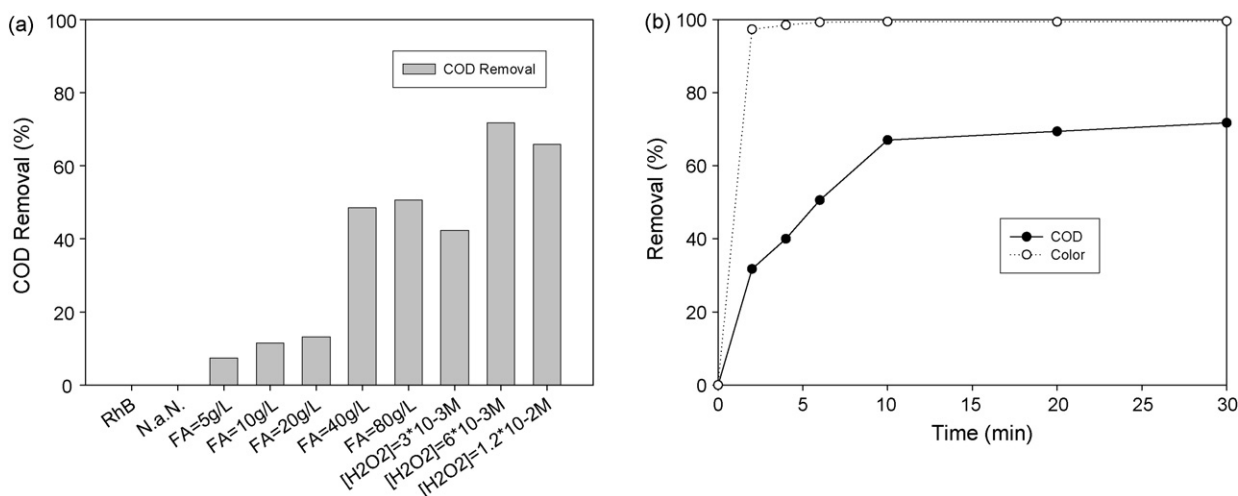 (a)
COD Removal (%)
100
80
60
40
20
0
COD Removal
RhB
N.a.N.
FA=5g/L
FA=10g/L
FA=20g/L
FA=40g/L
FA=80g/L
[H2O2]=3*10-3M
[H2O2]=6*10-3M
[H2O2]=1.2*10-2M
(b)
Removal (%)
100
80
60
40
20
0
COD
Color
0
5
10
15
20
25
30
Time (min)